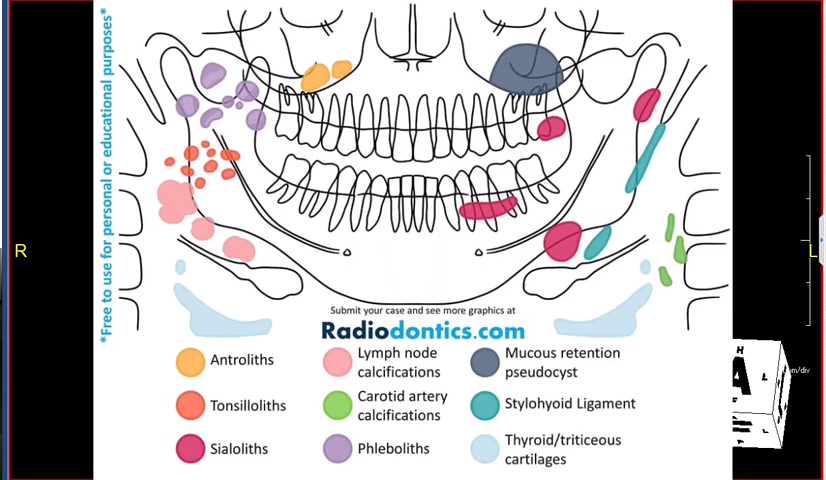 *Free to use for personal or educational purposes*
R
L
Submit your case and see more graphics at
Radiodontics.com
Antroliths
Lymph node
calcifications
Mucous retention
pseudocyst
Tonsilloliths
Carotid artery
calcifications
Stylohyoid Ligament
Sialoliths
Phleboliths
Thyroid/triticeous
cartilages
H
A
L
m/div